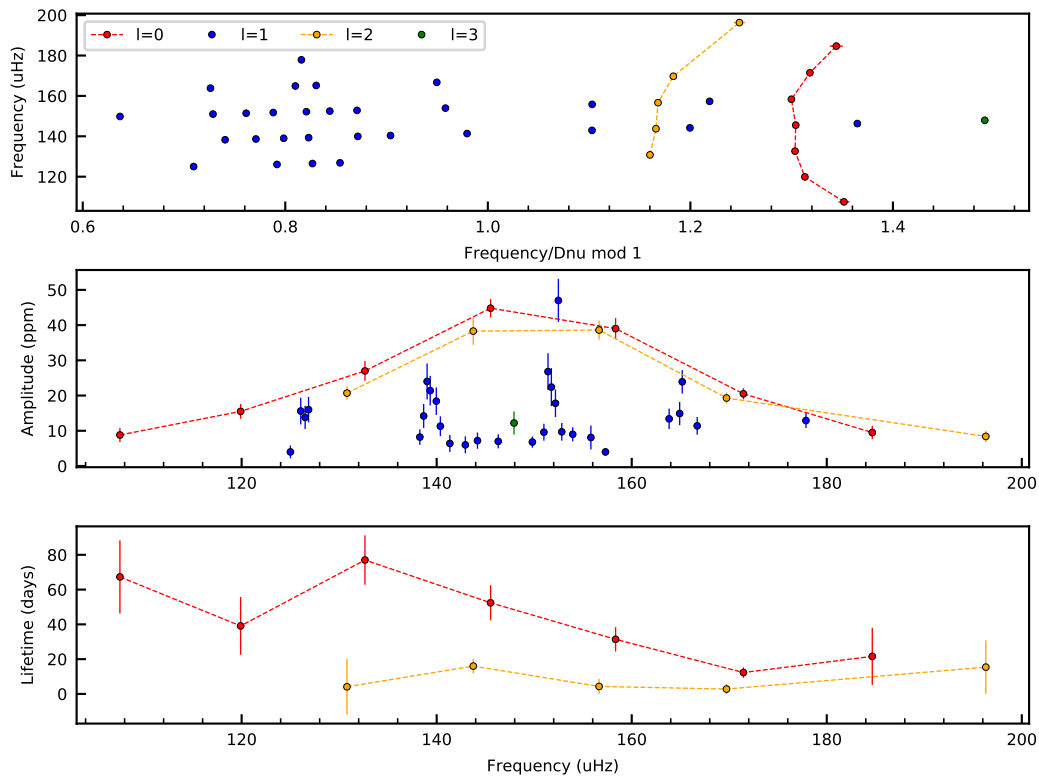 200
180
160
140
120
Frequency (uHz)
l=0 l=1 l=2 l=3
0.6 0.8 1.0 1.2 1.4
Frequency/Dnu mod 1
50
40
30
20
10
0
Amplitude (ppm)
120 140 160 180 200
80
60
40
20
0
Lifetime (days)
120 140 160 180 200
Frequency (uHz)